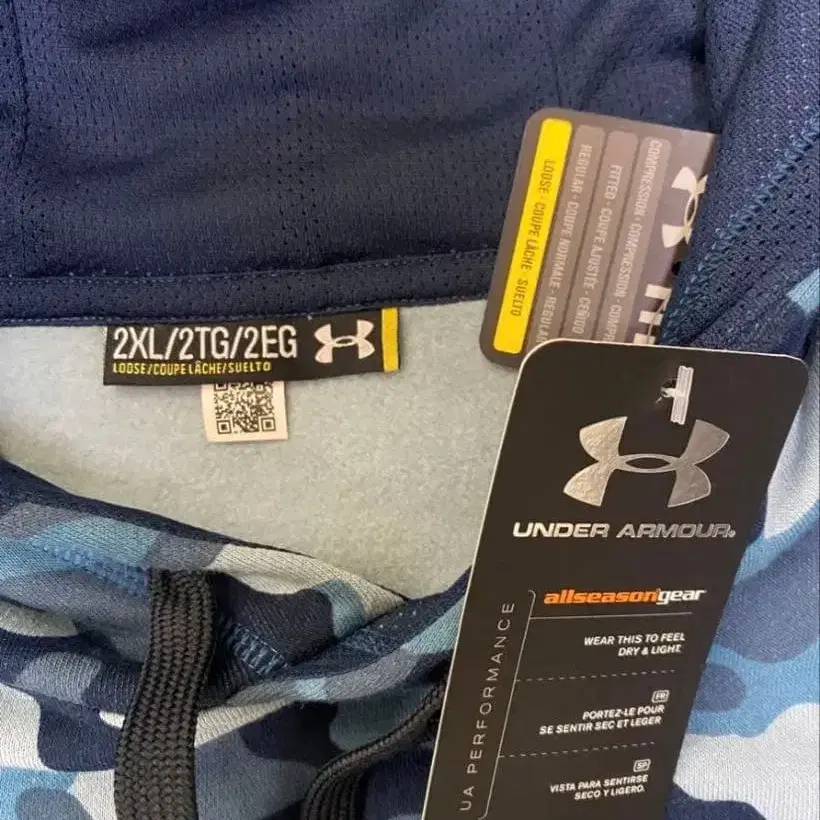 COMPRESSION · COMPRESSION · COMPR
FITTED · COUPE AJUSTÉE · CEÑIDO
REGULAR · COUPE NORMALE · REGULAR
LOOSE · COUPE LÂCHE · SUELTO
2XL/2TG/2EG
LOOSE/COUPE LÂCHE/SUELTO
UNDER ARMOUR
allseasongear
WEAR THIS TO FEEL
DRY & LIGHT.
FR
PORTEZ-LE POUR
SE SENTIR SEC ET LEGER
SP
VISTA PARA SENTIRSE
SECO Y LIGERO.
UA PERFORMANCE